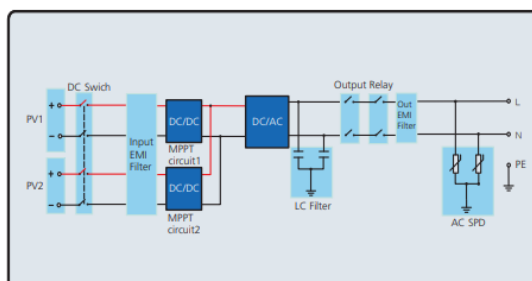 DC Swich
PV1
+
−
PV2
+
−
Input
EMI
Filter
DC/DC
MPPT
circuit1
DC/DC
MPPT
circuit2
DC/AC
LC Filter
Output Relay
Out
EMI
Filter
AC SPD
L
N
PE